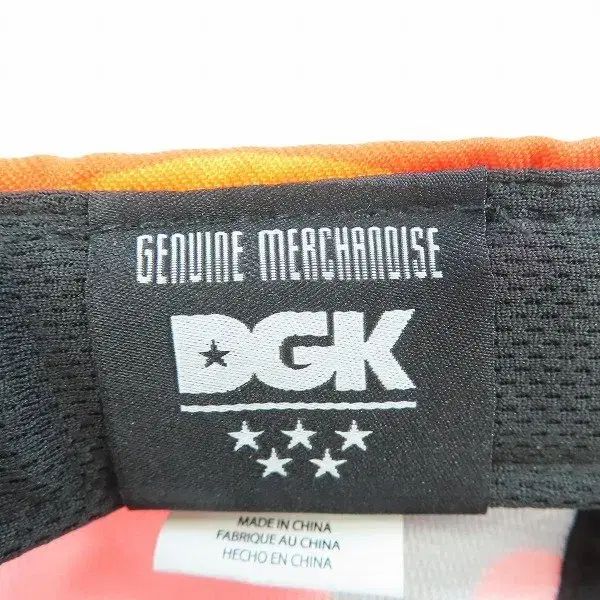 GENUINE MERCHANDISE
DGK
MADE IN CHINA
FABRIQUE AU CHINA
HECHO EN CHINA